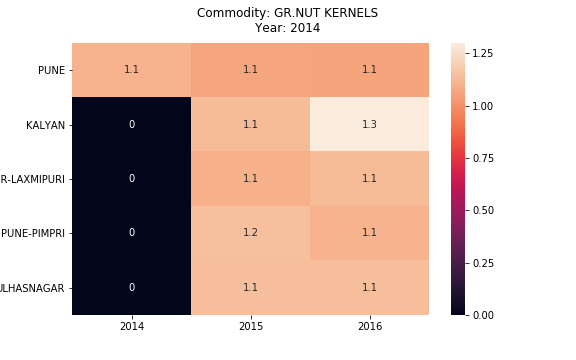 Commodity: GR.NUT KERNELS
Year: 2014
PUNE 1.1 1.1 1.1
KALYAN 0 1.1 1.3
R-LAXMIPURI 0 1.1 1.1
PUNE-PIMPRI 0 1.2 1.1
ULHASNAGAR 0 1.1 1.1
2014 2015 2016
1.25
1.00
0.75
0.50
0.25
0.00